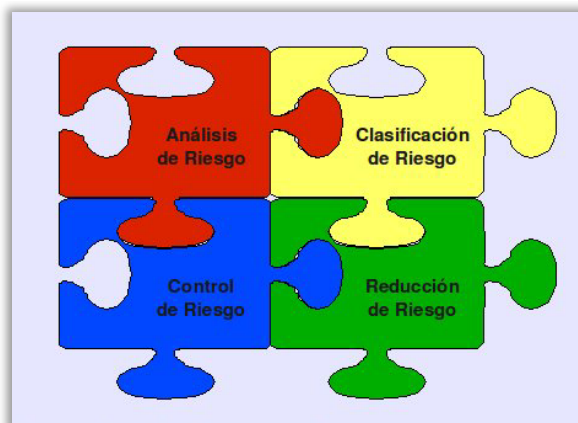 Análisis
de Riesgo
Clasificación
de Riesgo
Control
de Riesgo
Reducción
de Riesgo